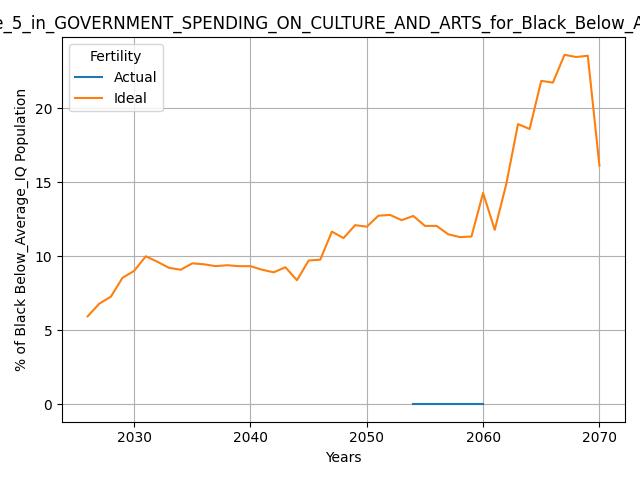 e_5_in_GOVERNMENT_SPENDING_ON_CULTURE_AND_ARTS_for_Black_Below_A
Fertility
Actual
Ideal
% of Black Below_Average_IQ Population
20
15
10
5
0
2030 2040 2050 2060 2070
Years